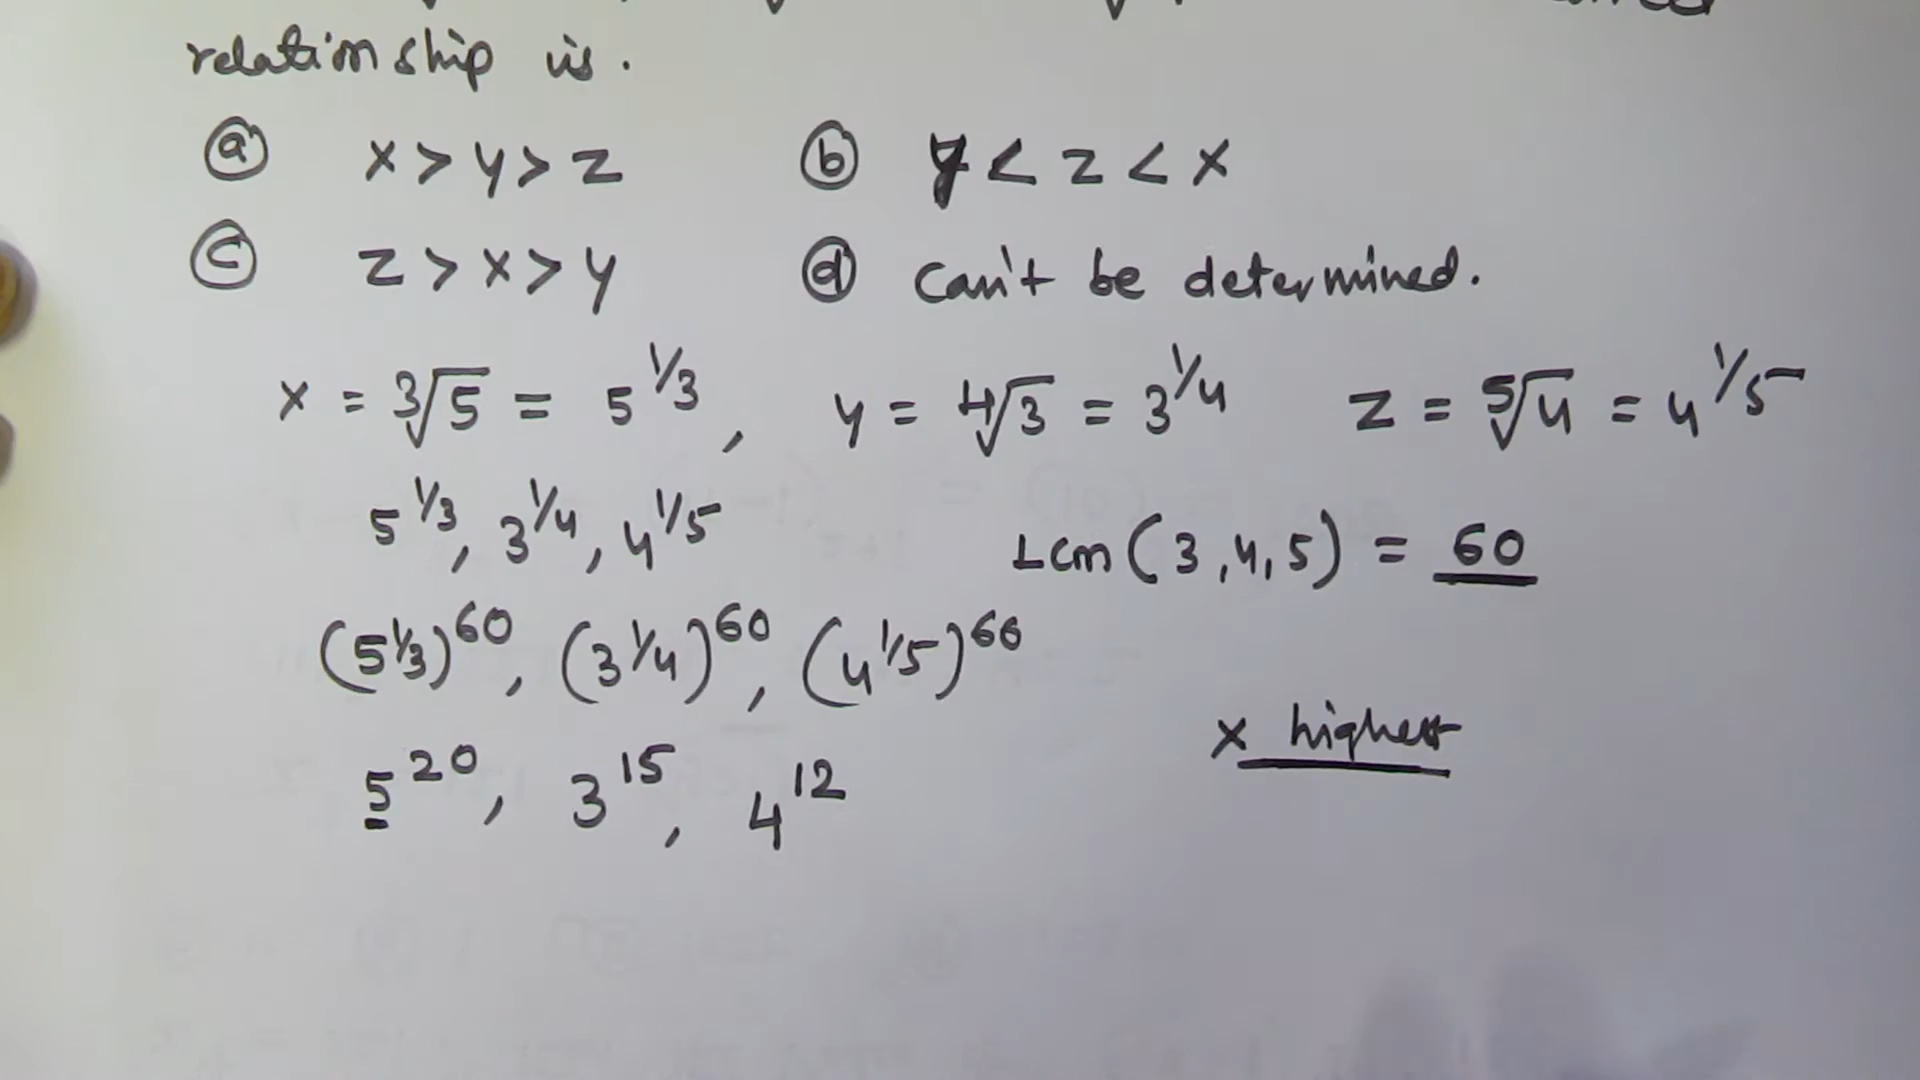 relationship is.
(a) x > y > z (b) y < z < x
(c) z > x > y (d) Can't be determined.
x = ∛5 = 5^1/3, y = ∜3 = 3^1/4 z = ⁵√4 = 4^1/5
5^1/3, 3^1/4, 4^1/5 Lcm (3,4,5) = 60
(5^1/3)^60, (3^1/4)^60, (4^1/5)^60
x highest
5^20, 3^15, 4^12